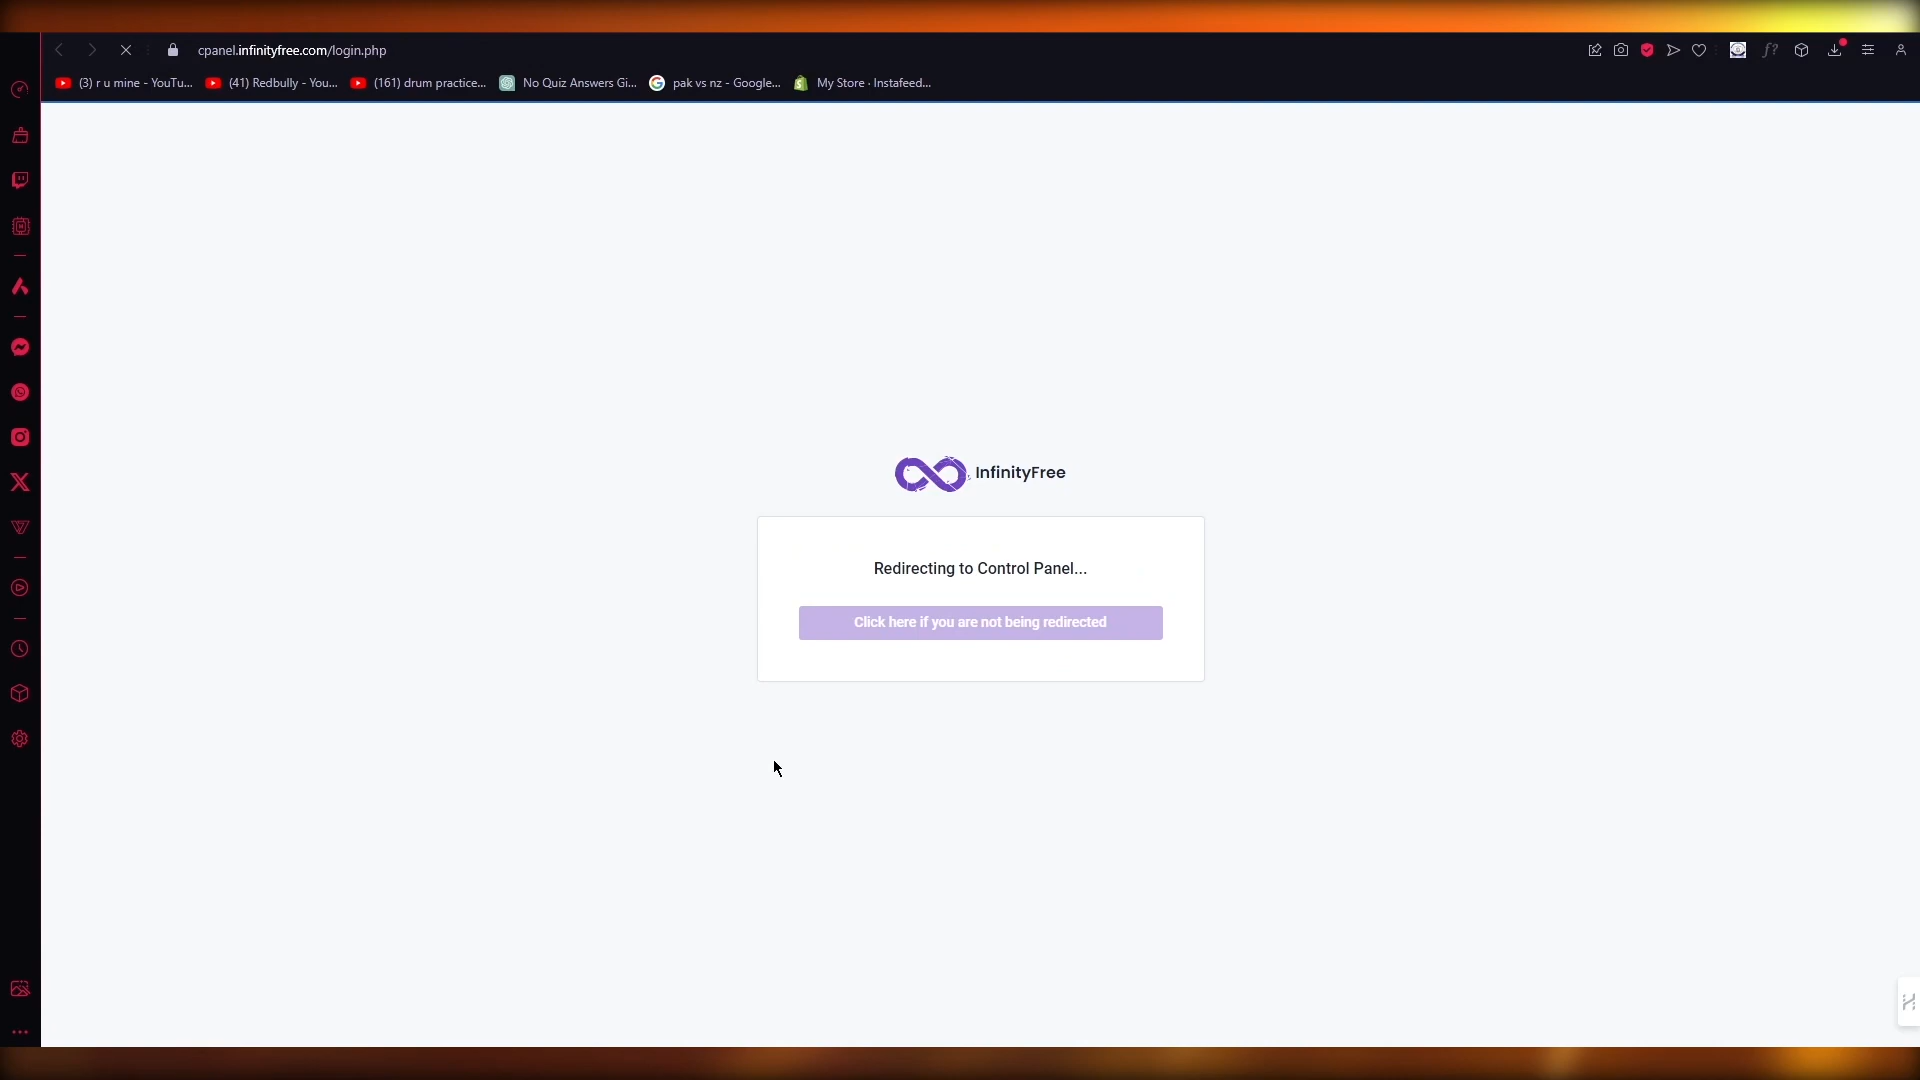 cpanel.infinityfree.com/login.php
(3) r u mine - YouTu...
(41) Redbully - You...
(161) drum practice...
No Quiz Answers Gi...
pak vs nz - Google...
My Store · Instafeed...
InfinityFree
Redirecting to Control Panel...
Click here if you are not being redirected